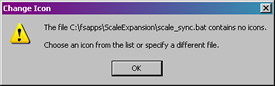 Change Icon
The file C:\fsapps\ScaleExpansion\scale_sync.bat contains no icons.
Choose an icon from the list or specify a different file.
OK